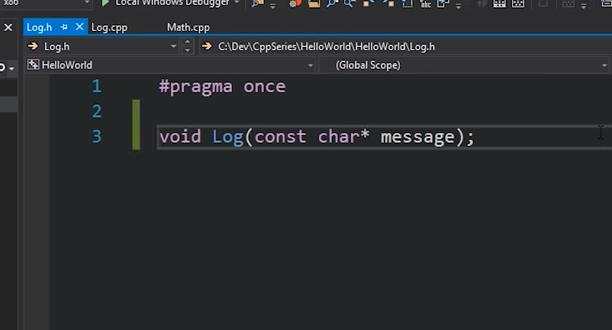 x86
Local Windows Debugger
Log.h
Log.cpp
Math.cpp
Log.h
C:\Dev\CppSeries\HelloWorld\HelloWorld\Log.h
HelloWorld
(Global Scope)
1
#pragma once
2
3
void Log(const char* message);